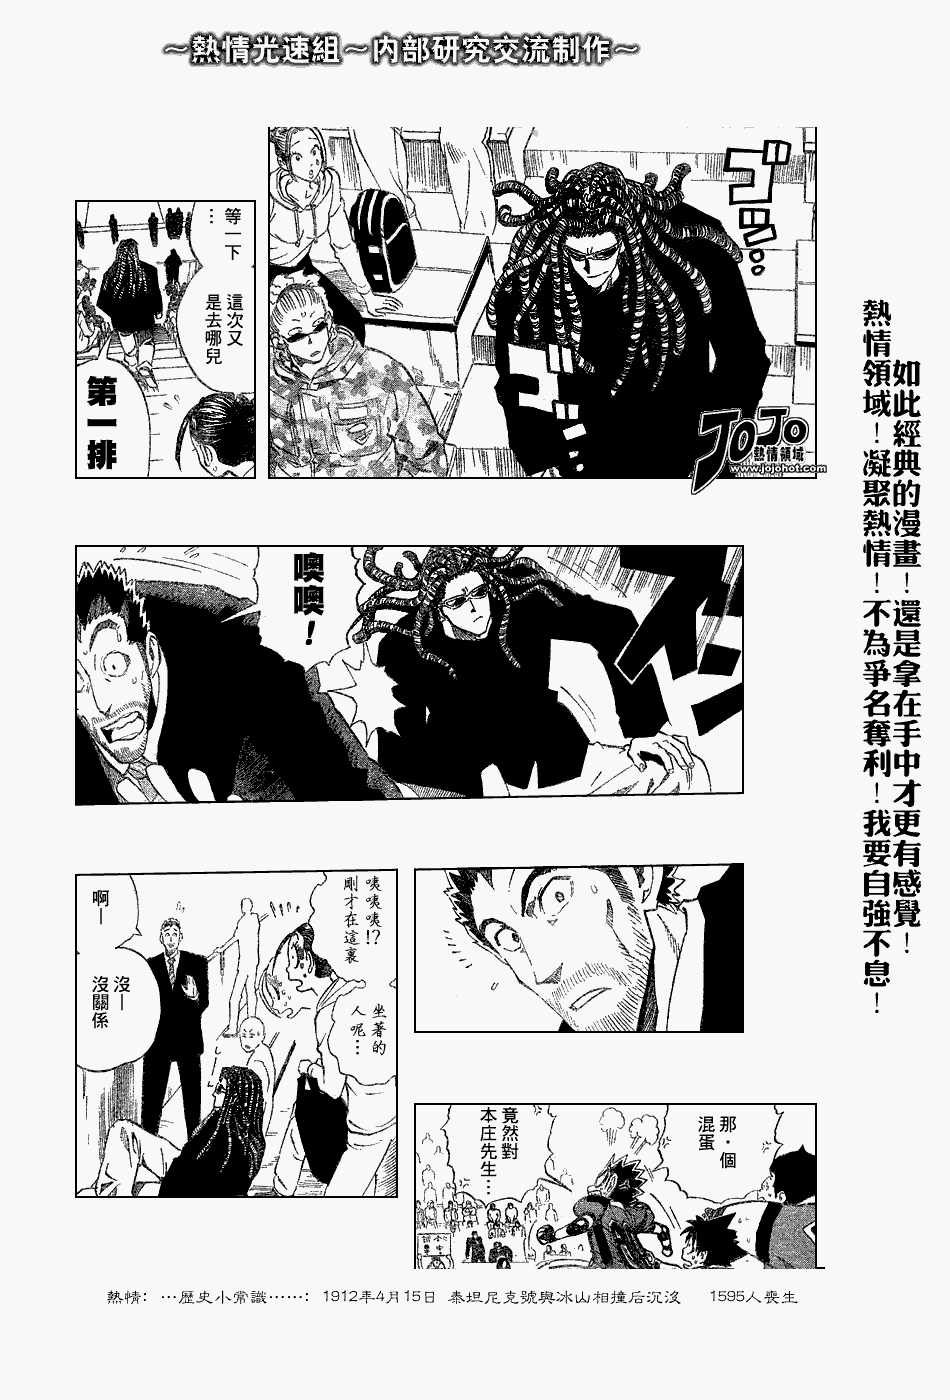 ～熱情光速組～内部研究交流制作～
ゴッ。。
ゴッ
JOJO
熱情領域
www.jojohot.com
等一下
…
這次又
是去哪兒
第一排
噢噢！
咦咦咦!?
剛才在這裏
坐著的
人呢…
啊—
沒—
沒關係
那・個
混蛋
竟然對
本庄先生…
如此經典的漫畫！還是拿在手中才更有感覺！
熱情領域！凝聚熱情！不為爭名奪利！我要自強不息！
熱情：…歷史小常識……：1912年4月15日 泰坦尼克號與冰山相撞后沉沒 1595人喪生